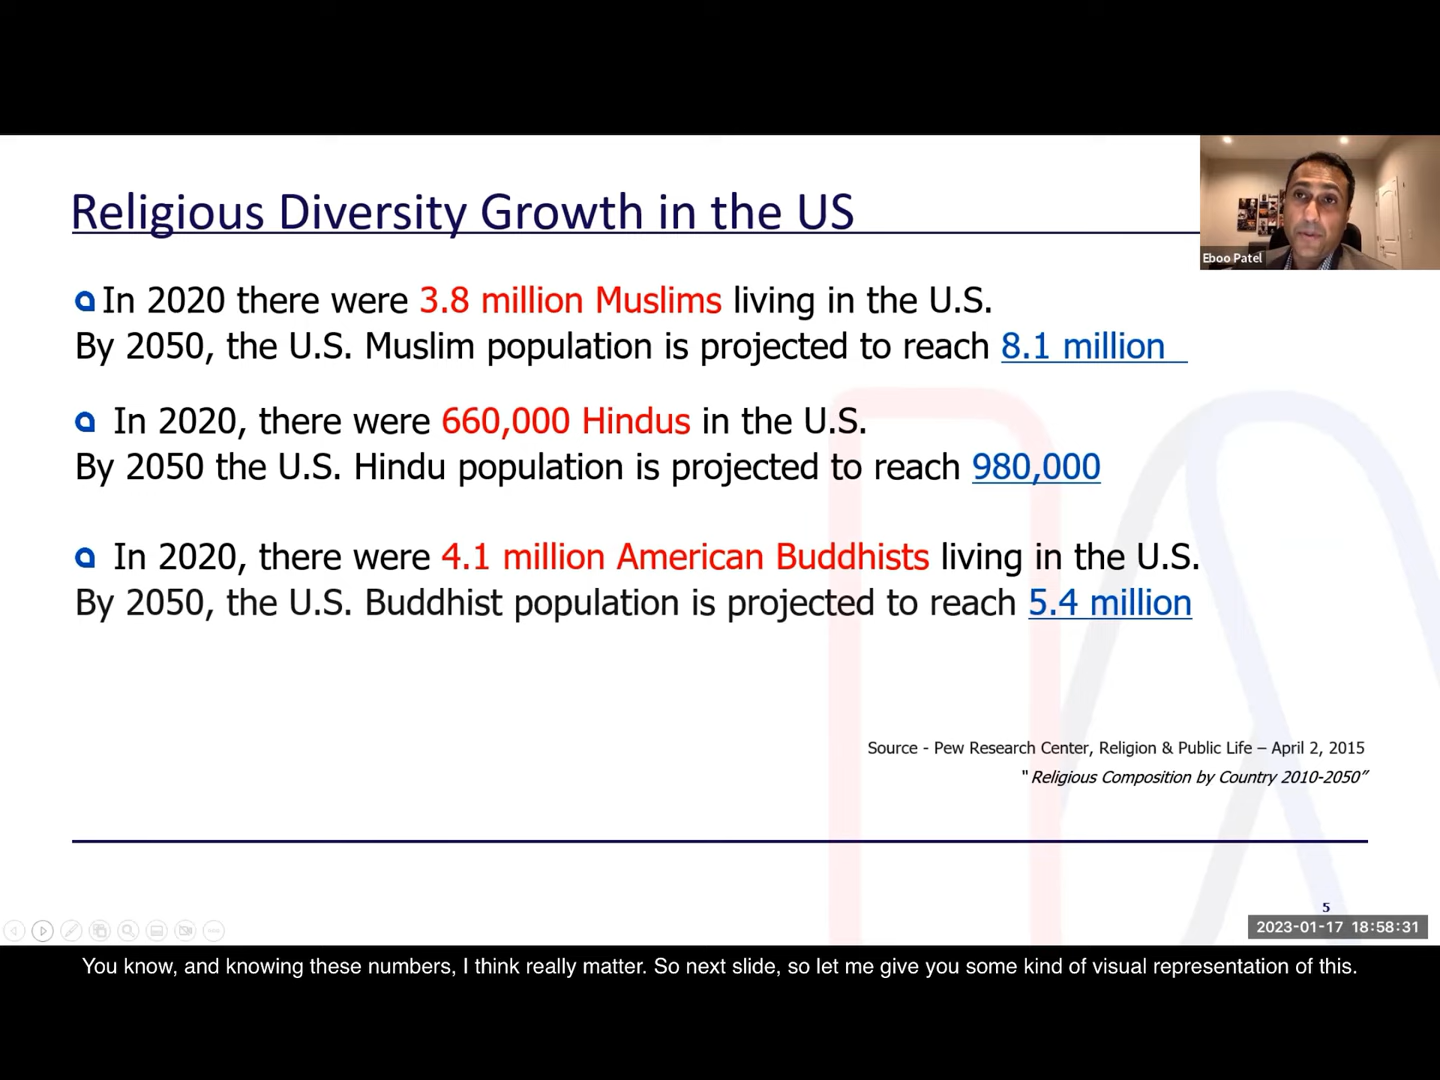 Religious Diversity Growth in the US
Eboo Patel
In 2020 there were 3.8 million Muslims living in the U.S.
By 2050, the U.S. Muslim population is projected to reach 8.1 million
In 2020, there were 660,000 Hindus in the U.S.
By 2050 the U.S. Hindu population is projected to reach 980,000
In 2020, there were 4.1 million American Buddhists living in the U.S.
By 2050, the U.S. Buddhist population is projected to reach 5.4 million
Source - Pew Research Center, Religion & Public Life – April 2, 2015
“Religious Composition by Country 2010-2050”
5
2023-01-17 18:58:31
You know, and knowing these numbers, I think really matter. So next slide, so let me give you some kind of visual representation of this.